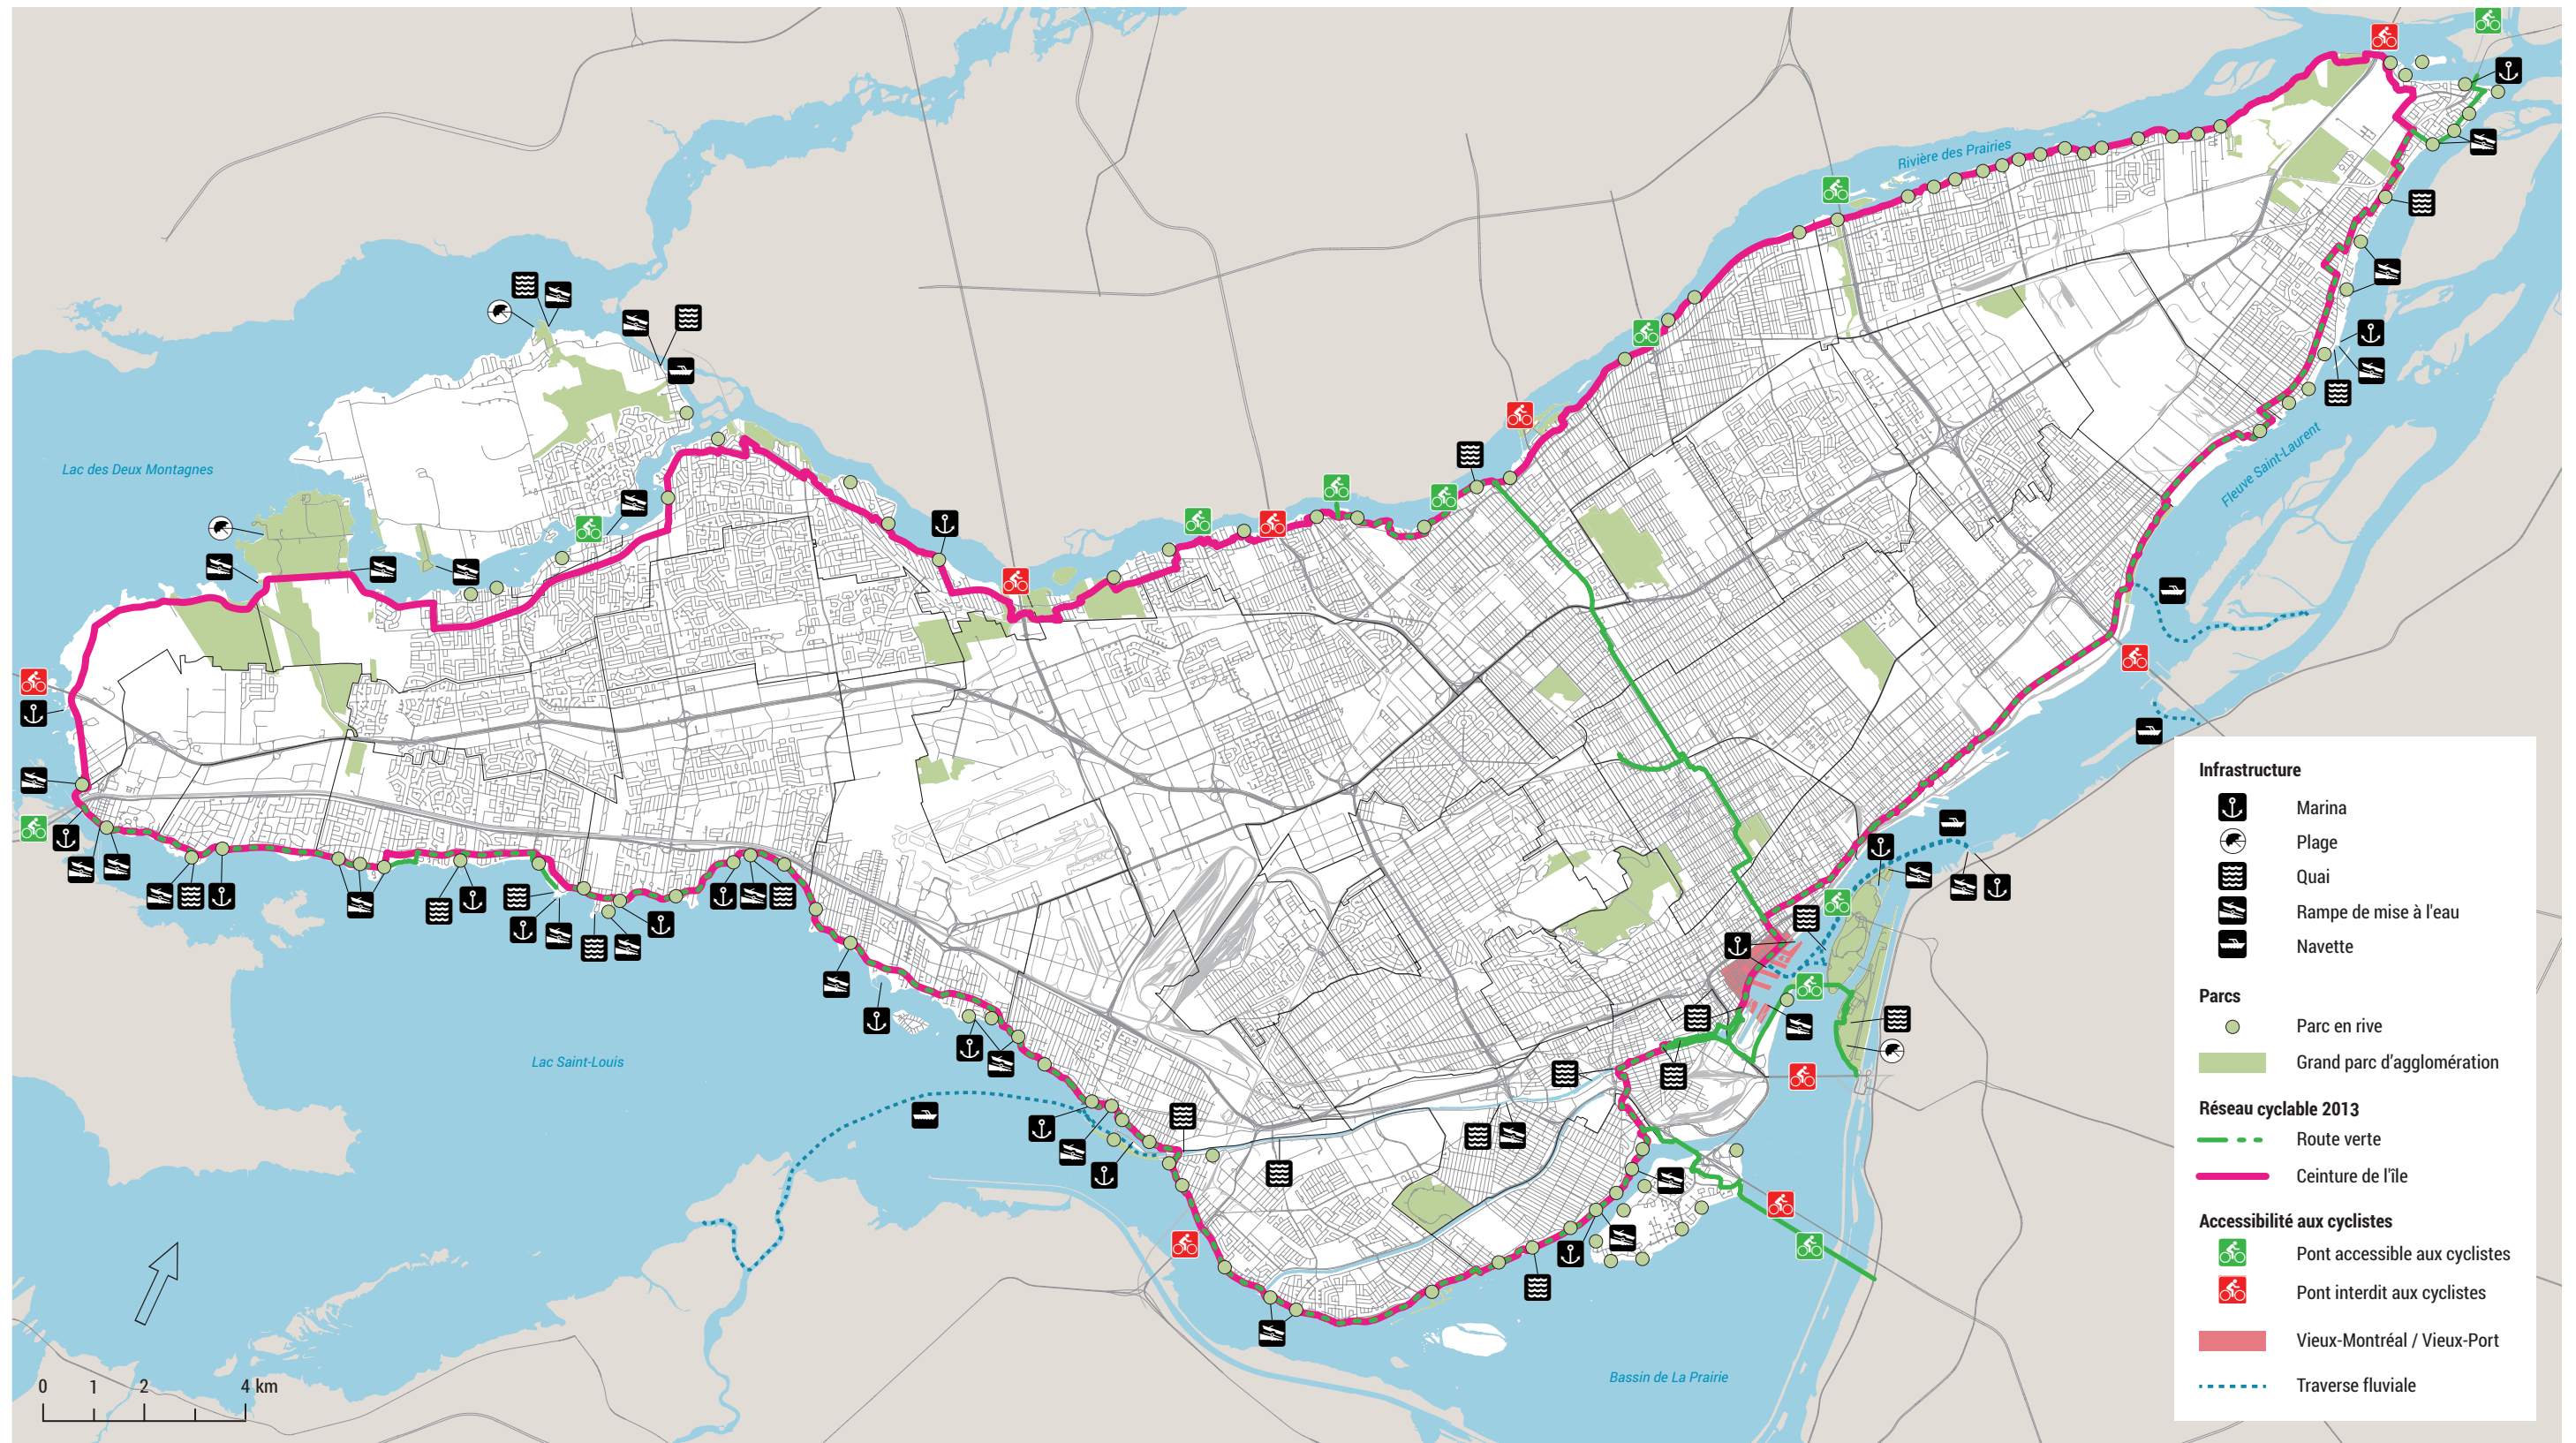 Rivière des Prairies
Lac des Deux Montagnes
Fleuve Saint-Laurent
Lac Saint-Louis
Bassin de La Prairie
0 1 2 4 km
Infrastructure
Marina
Plage
Quai
Rampe de mise à l'eau
Navette
Parcs
Parc en rive
Grand parc d'agglomération
Réseau cyclable 2013
Route verte
Ceinture de l'île
Accessibilité aux cyclistes
Pont accessible aux cyclistes
Pont interdit aux cyclistes
Vieux-Montréal / Vieux-Port
Traverse fluviale